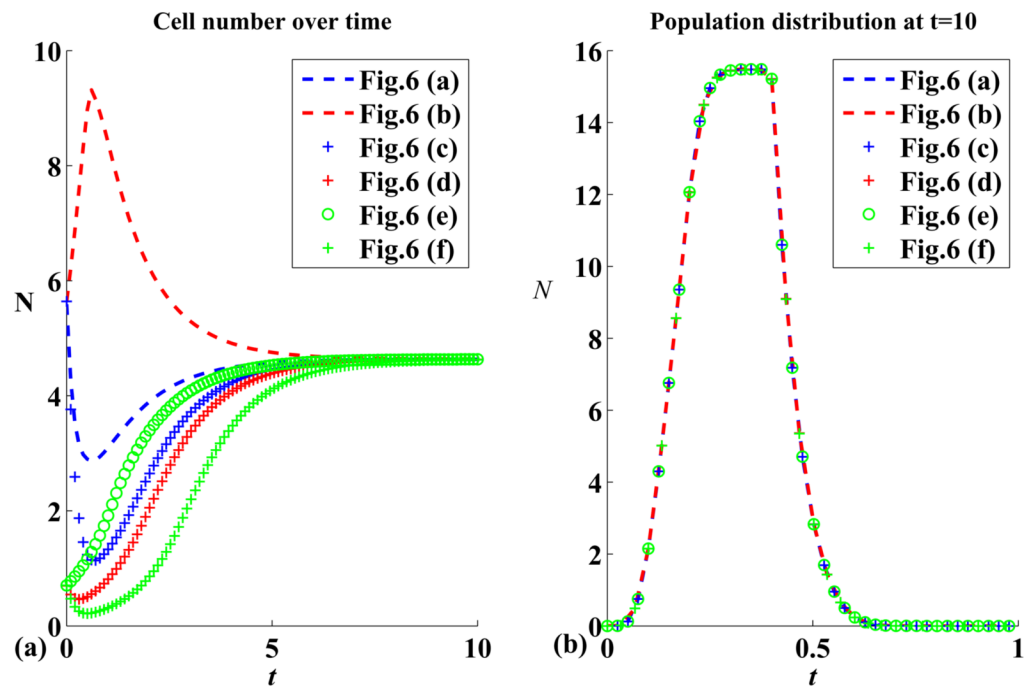 Cell number over time
10
8
6
4
2
0
N
Fig.6 (a)
Fig.6 (b)
Fig.6 (c)
Fig.6 (d)
Fig.6 (e)
Fig.6 (f)
(a)
0
5
10
t
Population distribution at t=10
16
14
12
10
8
6
4
2
0
N
Fig.6 (a)
Fig.6 (b)
Fig.6 (c)
Fig.6 (d)
Fig.6 (e)
Fig.6 (f)
(b)
0
0.5
1
t